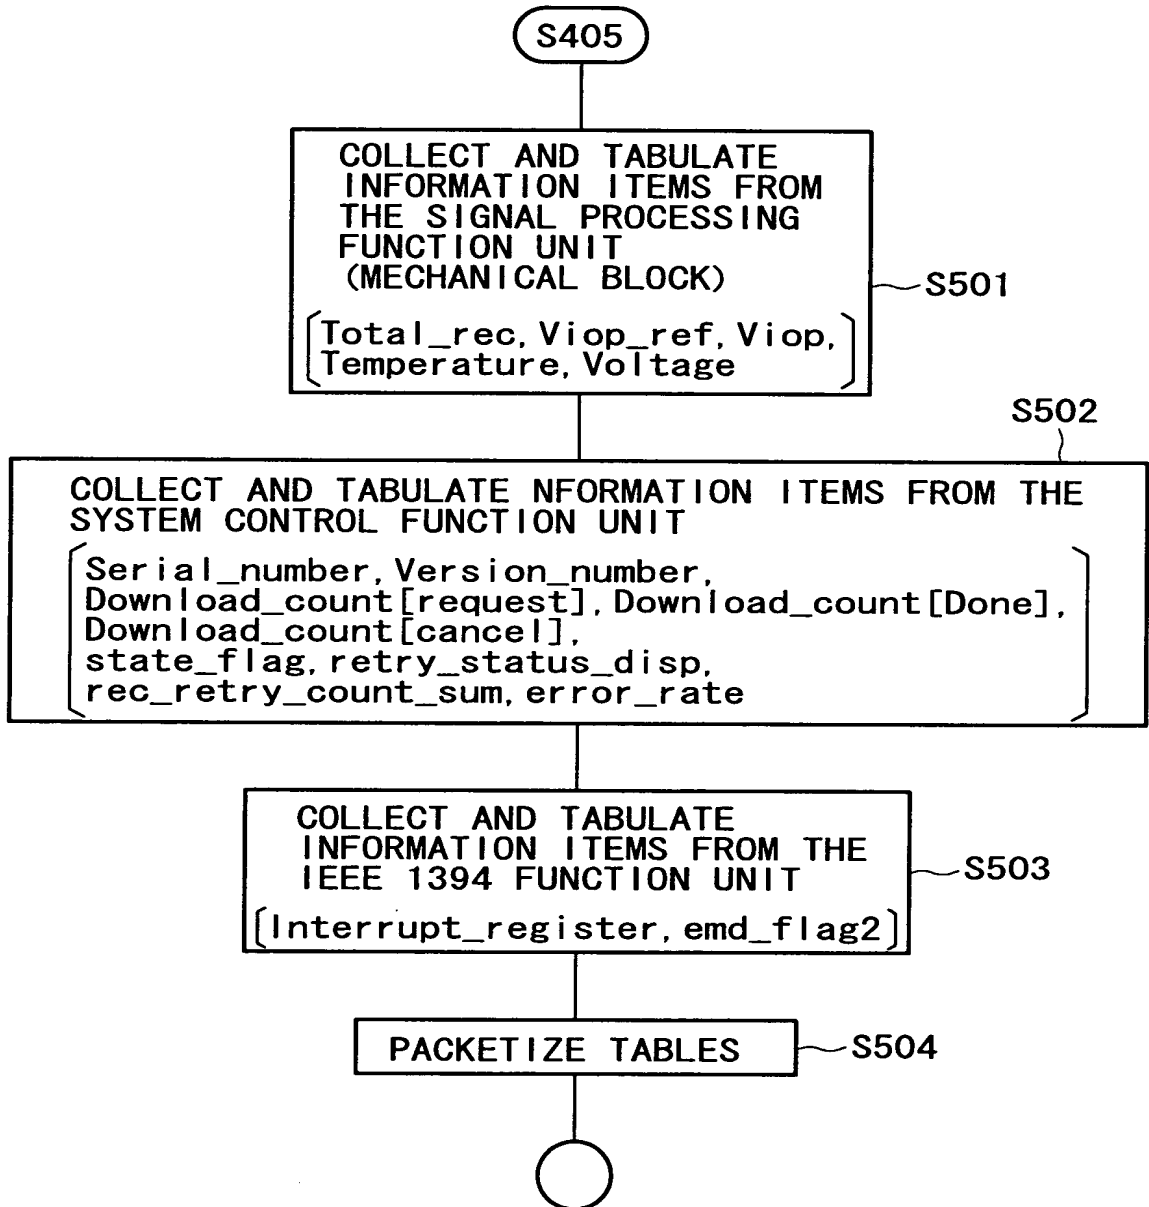 S405
COLLECT AND TABULATE
INFORMATION ITEMS FROM
THE SIGNAL PROCESSING
FUNCTION UNIT
(MECHANICAL BLOCK)
S501
Total_rec, Viop_ref, Viop,
Temperature, Voltage
S502
COLLECT AND TABULATE NFORMATION ITEMS FROM THE
SYSTEM CONTROL FUNCTION UNIT
Serial_number, Version_number,
Download_count[request], Download_count[Done],
Download_count[cancel],
state_flag, retry_status_disp,
rec_retry_count_sum, error_rate
COLLECT AND TABULATE
INFORMATION ITEMS FROM THE
IEEE 1394 FUNCTION UNIT
S503
[Interrupt_register, emd_flag2]
PACKETIZE TABLES
S504